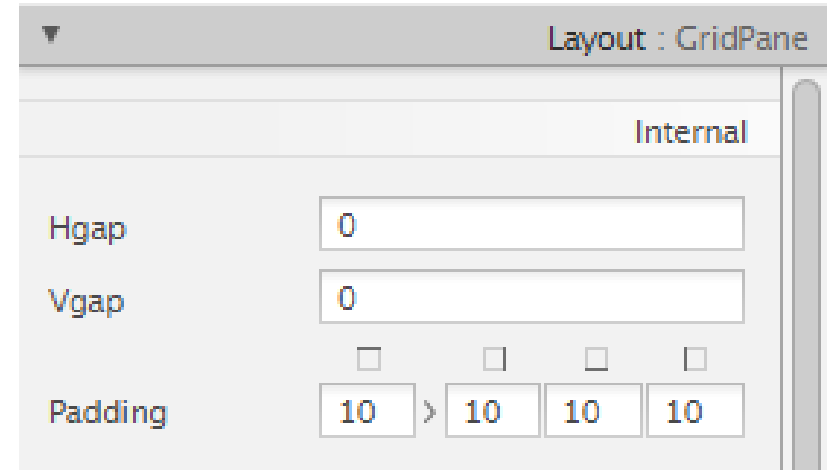 Layout : GridPane
Internal
Hgap 0
Vgap 0
Padding 10 > 10 10 10